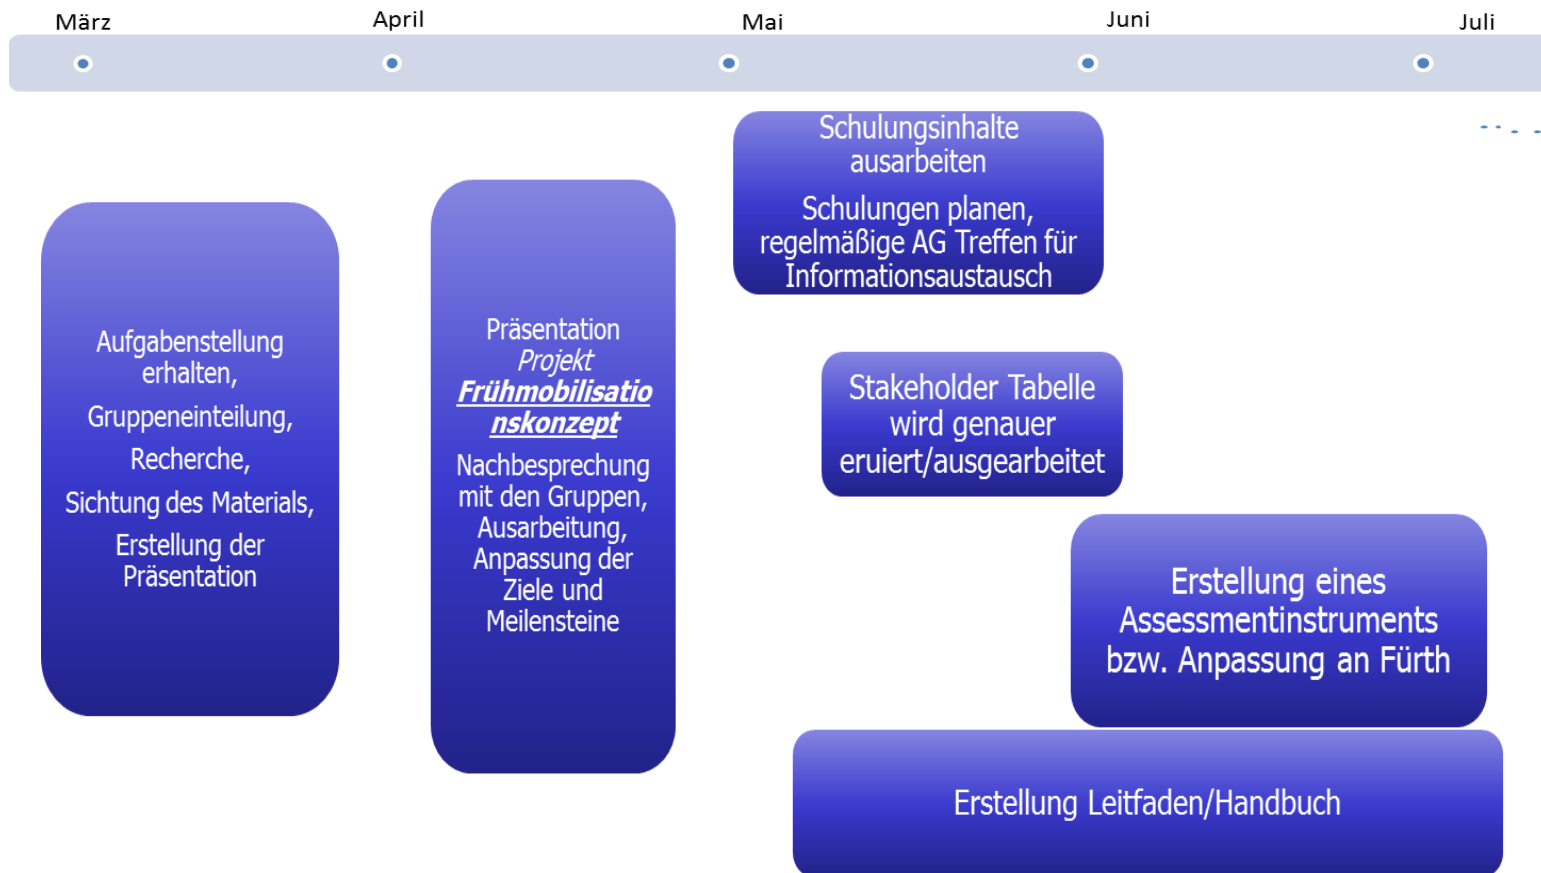 März
April
Mai
Juni
Juli
Aufgabenstellung
erhalten,
Gruppeneinteilung,
Recherche,
Sichtung des Materials,
Erstellung der
Präsentation
Präsentation
Projekt
Frühmobilisatio
nskonzept
Nachbesprechung
mit den Gruppen,
Ausarbeitung,
Anpassung der
Ziele und
Meilensteine
Schulungsinhalte
ausarbeiten
Schulungen planen,
regelmäßige AG Treffen für
Informationsaustausch
Stakeholder Tabelle
wird genauer
eruiert/ausgearbeitet
Erstellung eines
Assessmentinstruments
bzw. Anpassung an Fürth
Erstellung Leitfaden/Handbuch